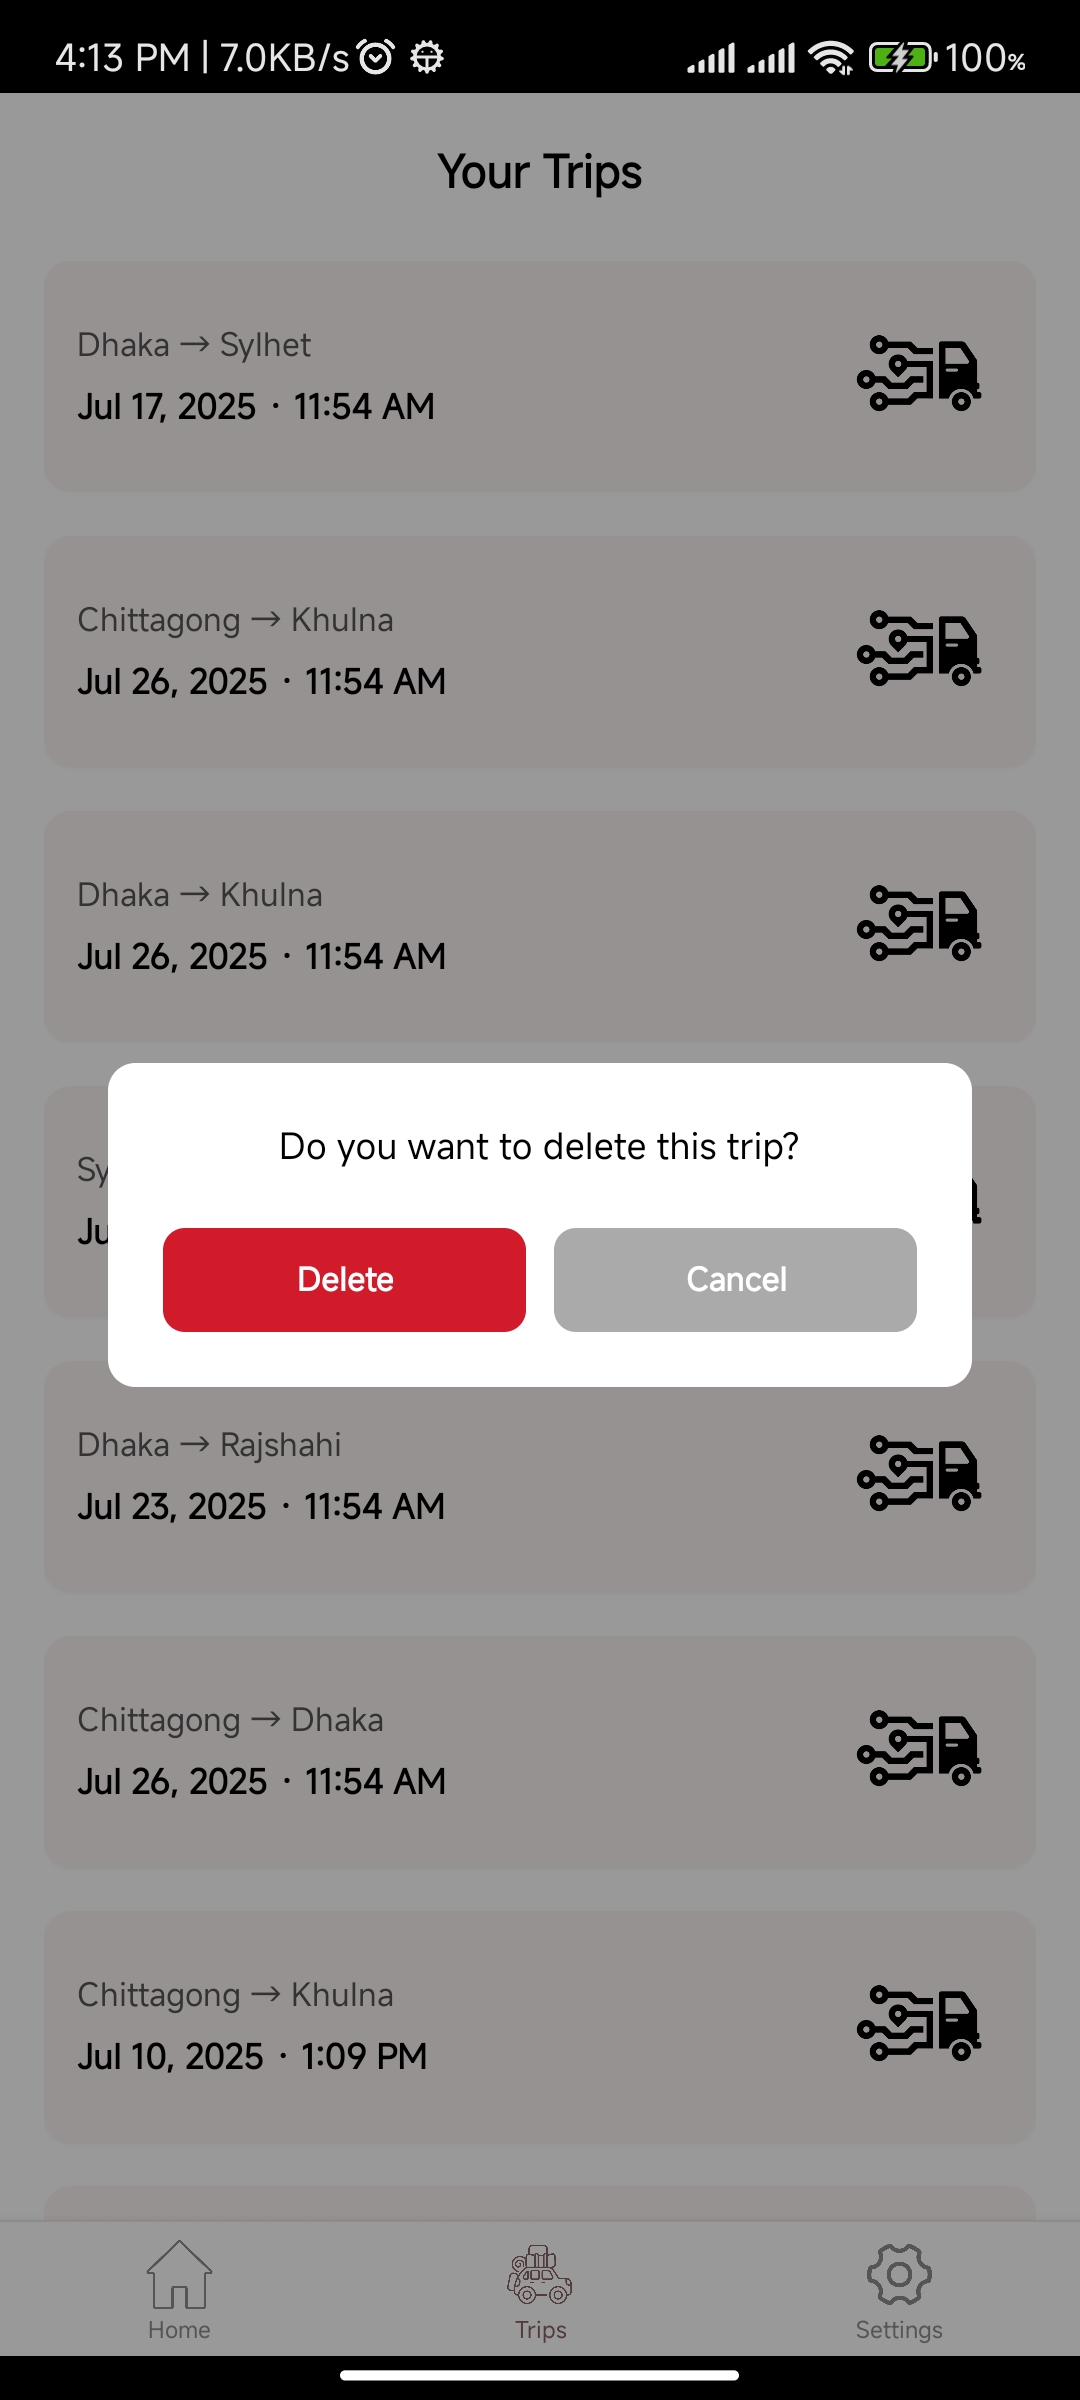 4:13 PM | 7.0KB/s
100%
Your Trips
Dhaka → Sylhet
Jul 17, 2025 · 11:54 AM
Chittagong → Khulna
Jul 26, 2025 · 11:54 AM
Dhaka → Khulna
Jul 26, 2025 · 11:54 AM
Sy
Ju
Do you want to delete this trip?
Delete
Cancel
Dhaka → Rajshahi
Jul 23, 2025 · 11:54 AM
Chittagong → Dhaka
Jul 26, 2025 · 11:54 AM
Chittagong → Khulna
Jul 10, 2025 · 1:09 PM
Home
Trips
Settings